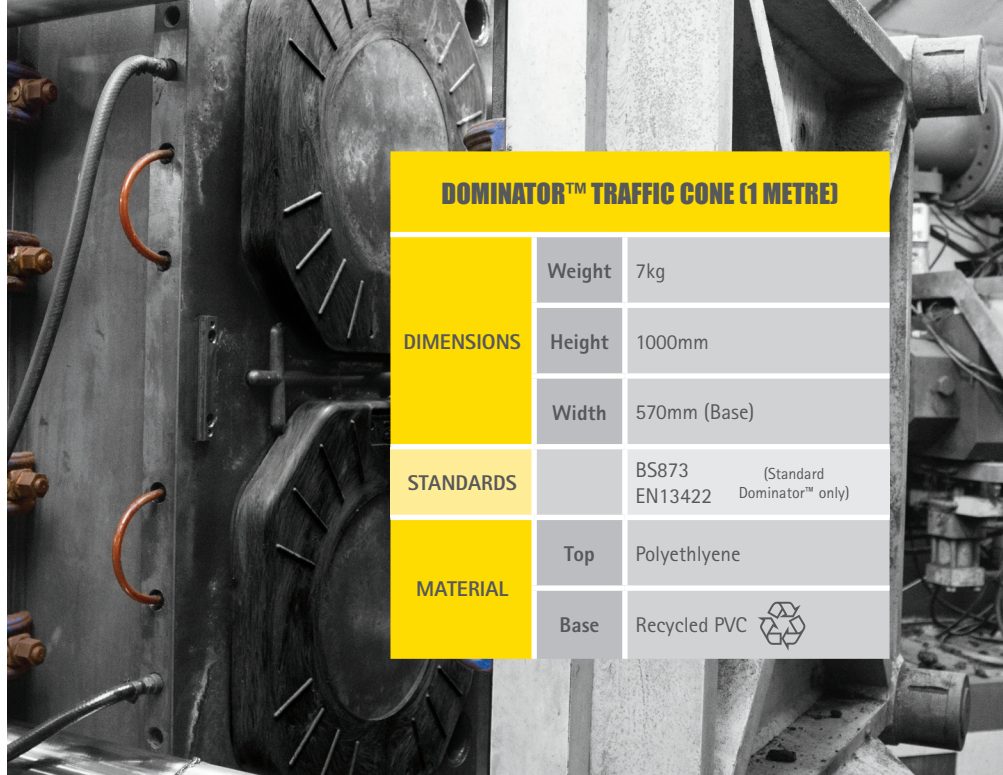 DOMINATOR™ TRAFFIC CONE (1 METRE)
DIMENSIONS
Weight 7kg
Height 1000mm
Width 570mm (Base)
STANDARDS
BS873
EN13422
(Standard
Dominator™ only)
MATERIAL
Top Polyethlyene
Base Recycled PVC